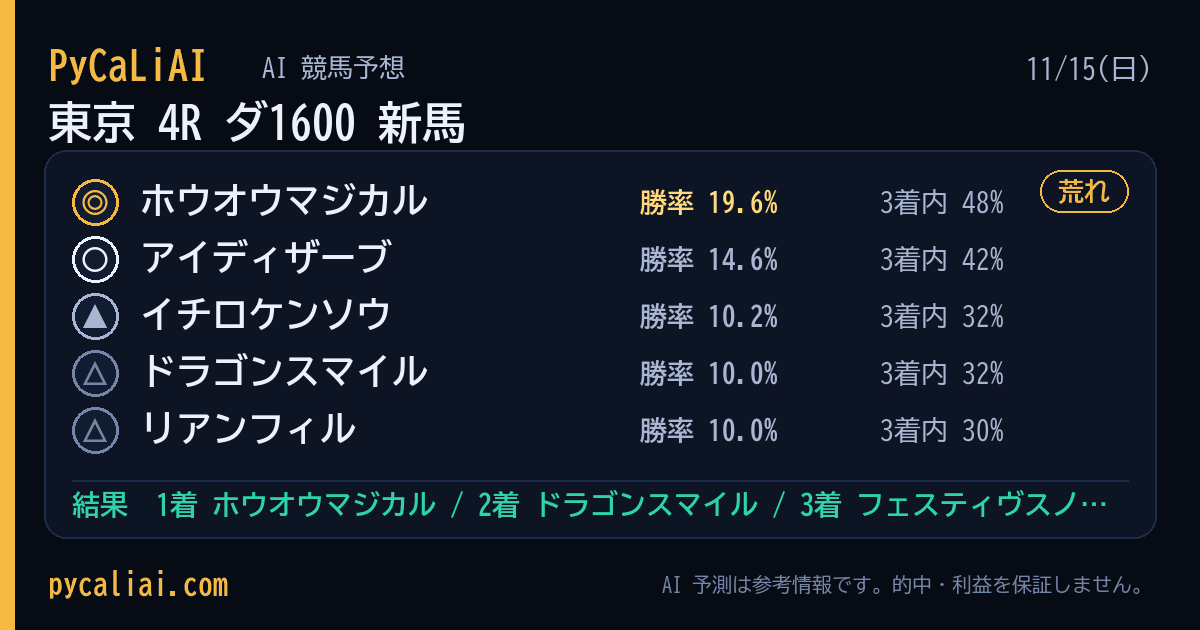 PyCaLiAI AI 競馬予想 11/15(日)
東京 4R ダ1600 新馬
◎ ホウオウマジカル 勝率 19.6% 3着内 48% 荒れ
○ アイディザーブ 勝率 14.6% 3着内 42%
▲ イチロケンソウ 勝率 10.2% 3着内 32%
△ ドラゴンスマイル 勝率 10.0% 3着内 32%
△ リアンフィル 勝率 10.0% 3着内 30%
結果 1着 ホウオウマジカル / 2着 ドラゴンスマイル / 3着 フェスティヴスノ…
pycaliai.com AI 予測は参考情報です。的中・利益を保証しません。